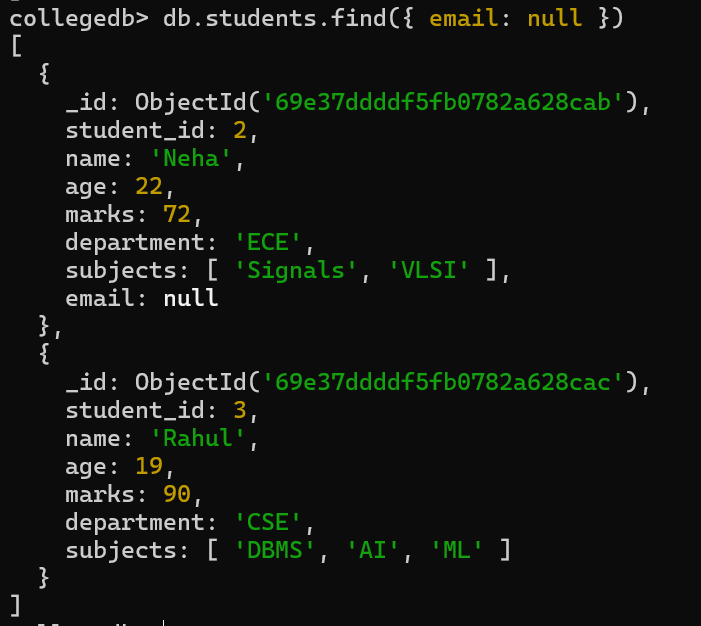 collegedb> db.students.find({ email: null })
[
  {
    _id: ObjectId('69e37ddddf5fb0782a628cab'),
    student_id: 2,
    name: 'Neha',
    age: 22,
    marks: 72,
    department: 'ECE',
    subjects: [ 'Signals', 'VLSI' ],
    email: null
  },
  {
    _id: ObjectId('69e37ddddf5fb0782a628cac'),
    student_id: 3,
    name: 'Rahul',
    age: 19,
    marks: 90,
    department: 'CSE',
    subjects: [ 'DBMS', 'AI', 'ML' ]
  }
]